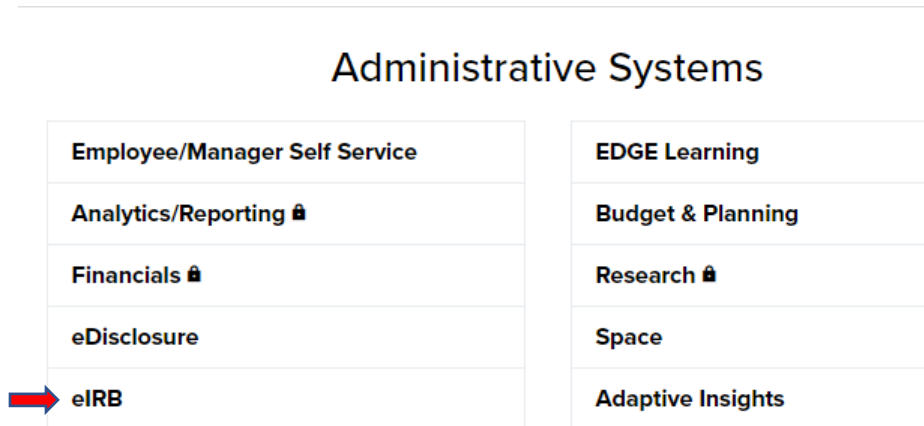 Administrative Systems
Employee/Manager Self Service
EDGE Learning
Analytics/Reporting
Budget & Planning
Financials
Research
eDisclosure
Space
eIRB
Adaptive Insights